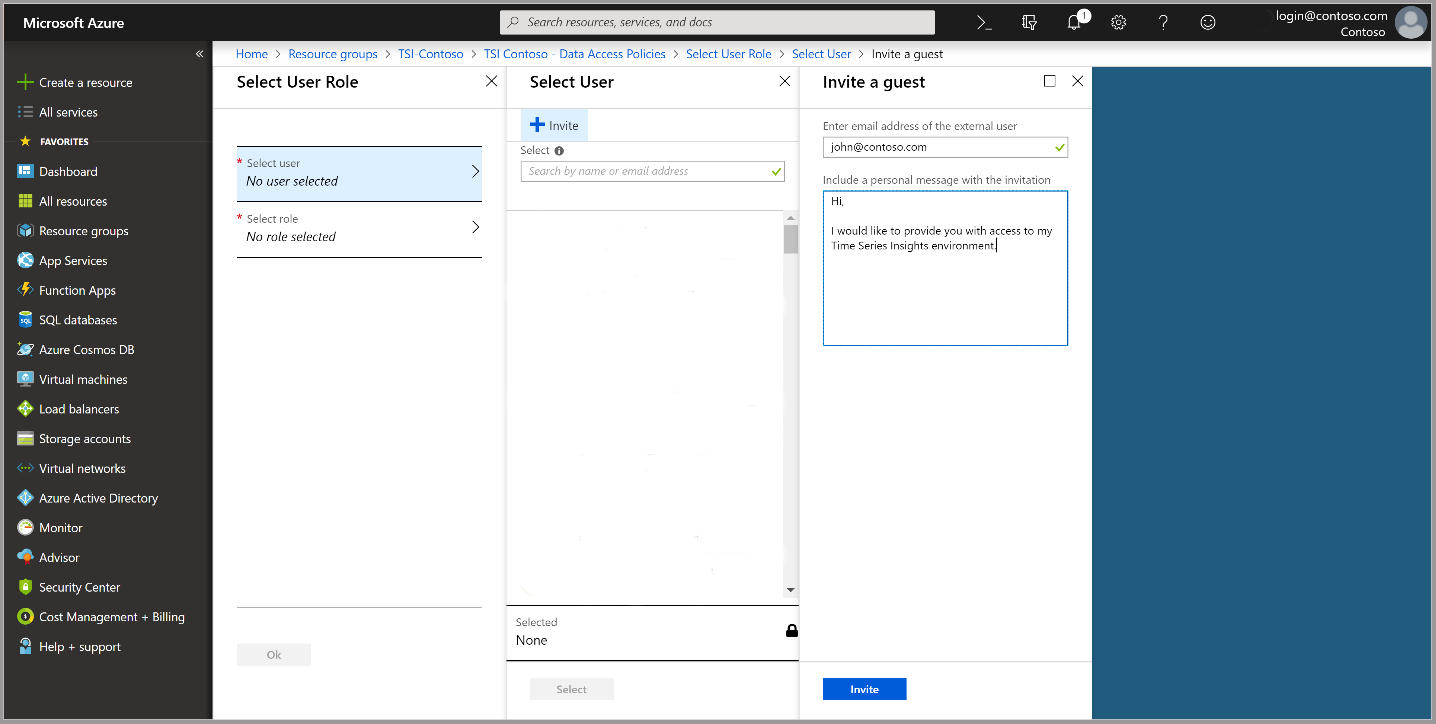 Microsoft Azure
Search resources, services, and docs
1
login@contoso.com
Contoso
Home > Resource groups > TSI-Contoso > TSI Contoso - Data Access Policies > Select User Role > Select User > Invite a guest
«
Create a resource
All services
FAVORITES
Dashboard
All resources
Resource groups
App Services
Function Apps
SQL databases
Azure Cosmos DB
Virtual machines
Load balancers
Storage accounts
Virtual networks
Azure Active Directory
Monitor
Advisor
Security Center
Cost Management + Billing
Help + support
Select User Role
* Select user
No user selected
* Select role
No role selected
Ok
Select User
Invite
Select
Search by name or email address
Selected
None
Select
Invite a guest
Enter email address of the external user
john@contoso.com
Include a personal message with the invitation
Hi,
I would like to provide you with access to my
Time Series Insights environment.
Invite